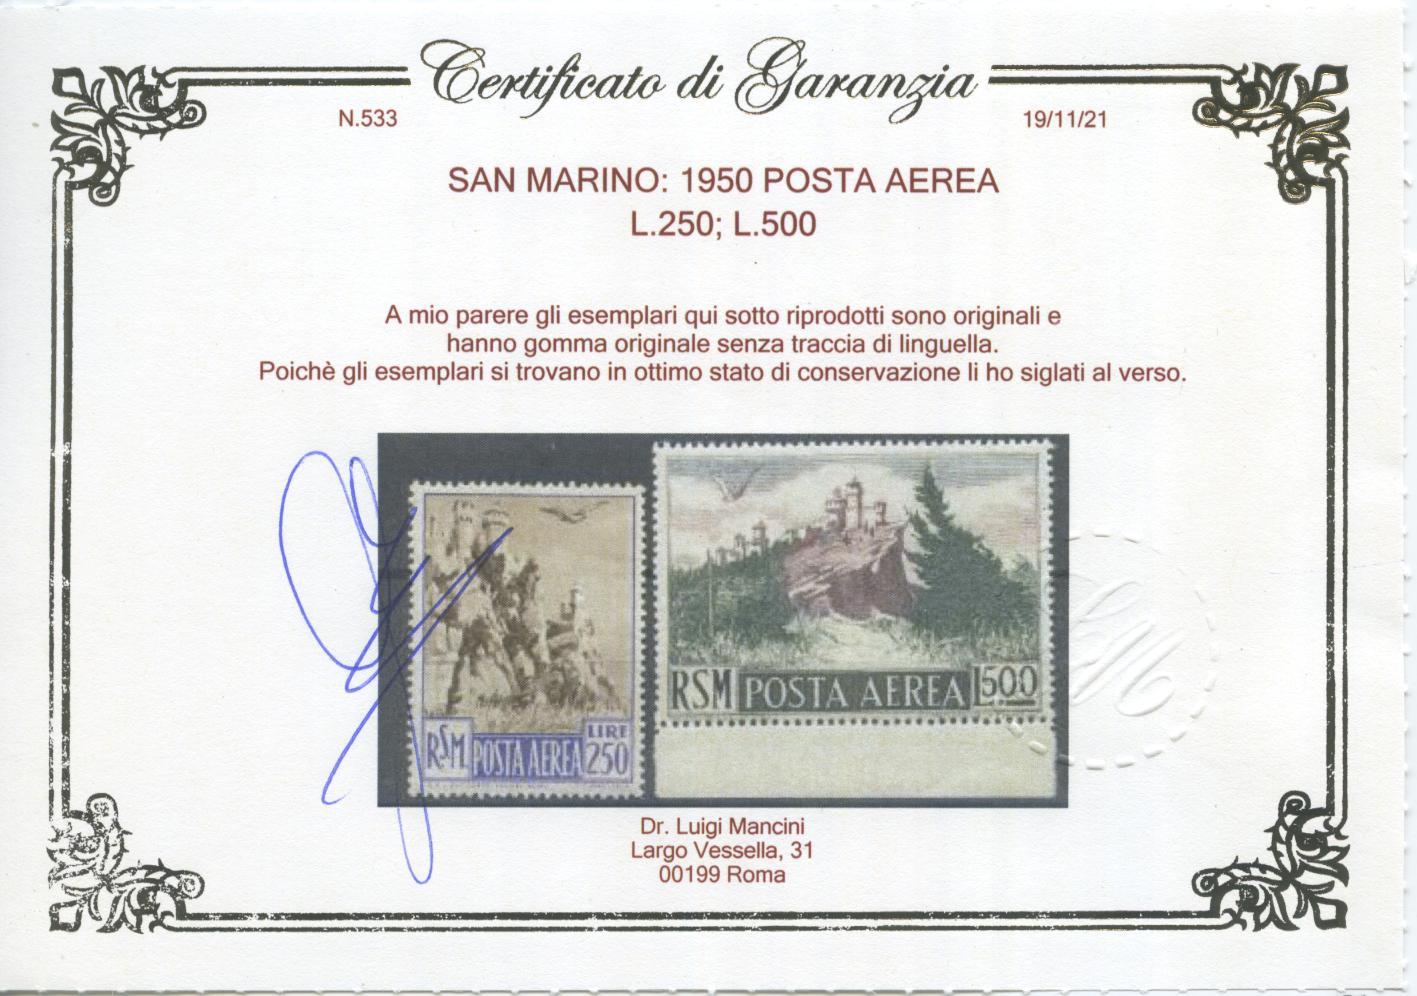 Certificato di Garanzia
N.533
19/11/21
SAN MARINO: 1950 POSTA AEREA
L.250; L.500
A mio parere gli esemplari qui sotto riprodotti sono originali e
hanno gomma originale senza traccia di linguella.
Poichè gli esemplari si trovano in ottimo stato di conservazione li ho siglati al verso.
RSM POSTA AEREA LIRE 250
RSM POSTA AEREA L500
Dr. Luigi Mancini
Largo Vessella, 31
00199 Roma